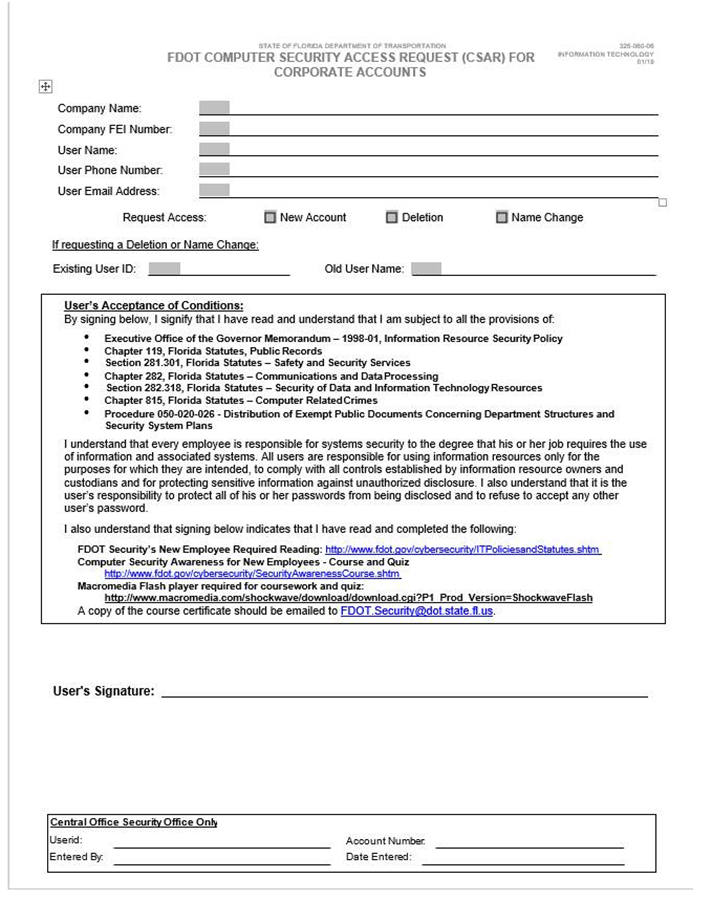 STATE OF FLORIDA DEPARTMENT OF TRANSPORTATION
FDOT COMPUTER SECURITY ACCESS REQUEST (CSAR) FOR
CORPORATE ACCOUNTS
325-060-06
INFORMATION TECHNOLOGY
01/19
Company Name:
Company FEI Number:
User Name:
User Phone Number:
User Email Address:
Request Access: New Account Deletion Name Change
If requesting a Deletion or Name Change:
Existing User ID: Old User Name:
User's Acceptance of Conditions:
By signing below, I signify that I have read and understand that I am subject to all the provisions of:
• Executive Office of the Governor Memorandum – 1998-01, Information Resource Security Policy
• Chapter 119, Florida Statutes, Public Records
• Section 281.301, Florida Statutes – Safety and Security Services
• Chapter 282, Florida Statutes – Communications and Data Processing
• Section 282.318, Florida Statutes – Security of Data and Information Technology Resources
• Chapter 815, Florida Statutes – Computer Related Crimes
• Procedure 050-020-026 - Distribution of Exempt Public Documents Concerning Department Structures and
Security System Plans
I understand that every employee is responsible for systems security to the degree that his or her job requires the use
of information and associated systems. All users are responsible for using information resources only for the
purposes for which they are intended, to comply with all controls established by information resource owners and
custodians and for protecting sensitive information against unauthorized disclosure. I also understand that it is the
user's responsibility to protect all of his or her passwords from being disclosed and to refuse to accept any other
user's password.
I also understand that signing below indicates that I have read and completed the following:
FDOT Security's New Employee Required Reading: http://www.fdot.gov/cybersecurity/ITPoliciesandStatutes.shtm
Computer Security Awareness for New Employees - Course and Quiz
http://www.fdot.gov/cybersecurity/SecurityAwarenessCourse.shtm
Macromedia Flash player required for coursework and quiz:
http://www.macromedia.com/shockwave/download/download.cgi?P1_Prod_Version=ShockwaveFlash
A copy of the course certificate should be emailed to FDOT.Security@dot.state.fl.us.
User's Signature:
Central Office Security Office Only
Userid: Account Number:
Entered By: Date Entered: